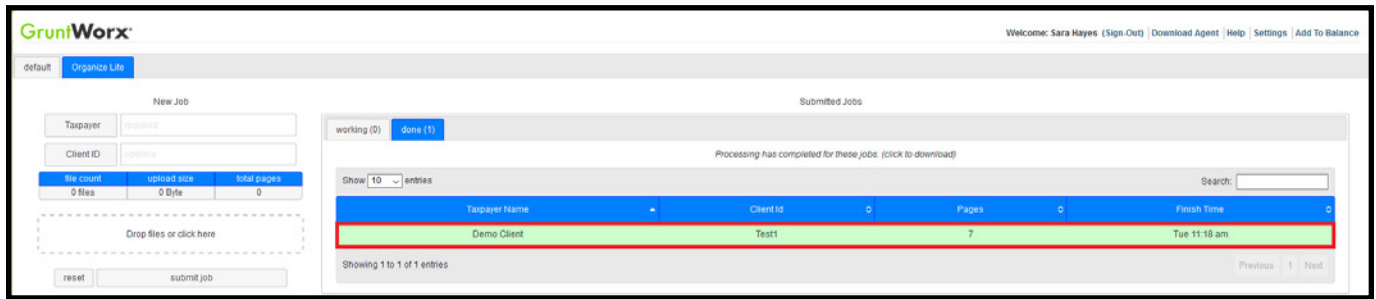 GruntWorx
Welcome: Sara Hayes (Sign-Out) | Download Agent | Help | Settings | Add To Balance
default Organize Lite
New Job
Taxpayer required
Client ID optional
file count upload size total pages
0 files 0 Byte 0
Drop files or click here
reset submit job
Submitted Jobs
working (0) done (1)
Processing has completed for these jobs. (click to download)
Show 10 entries Search:
Taxpayer Name Client Id Pages Finish Time
Demo Client Test1 7 Tue 11:18 am
Showing 1 to 1 of 1 entries
Previous 1 Next